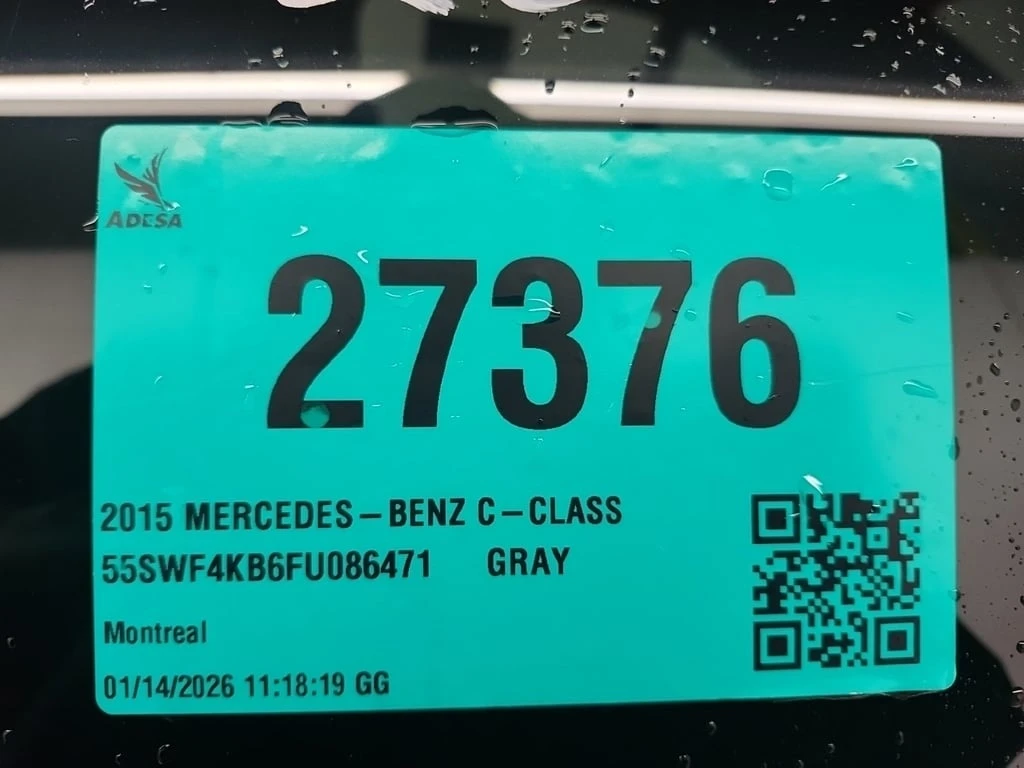 ADESA
27376
2015 MERCEDES-BENZ C-CLASS
55SWF4KB6FU086471 GRAY
Montreal
01/14/2026 11:18:19 GG